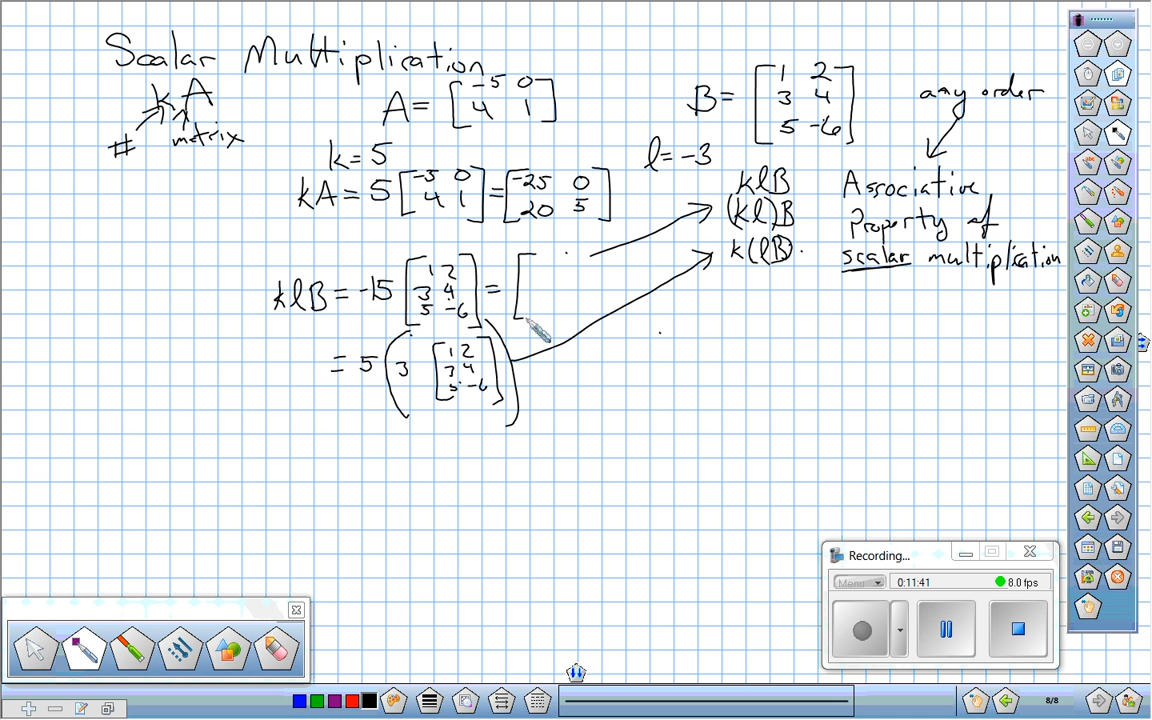 Scalar Multiplication
kA
# matrix
A = [ -5 0
4 1 ]
B = [ 1 2
3 4
5 -6 ]
any order
k = 5
l = -3
kA = 5 [ -5 0
4 1 ] = [ -25 0
20 5 ]
klB
(kl)B
k(lB).
Associative
Property of
scalar multiplication
klB = -15 [ 1 2
3 4
5 -6 ] = [
= 5 ( 3 [ 1 2
3 4
5 -6 ] )
Recording...
Menu
0:11:41
8.0 fps
8/8